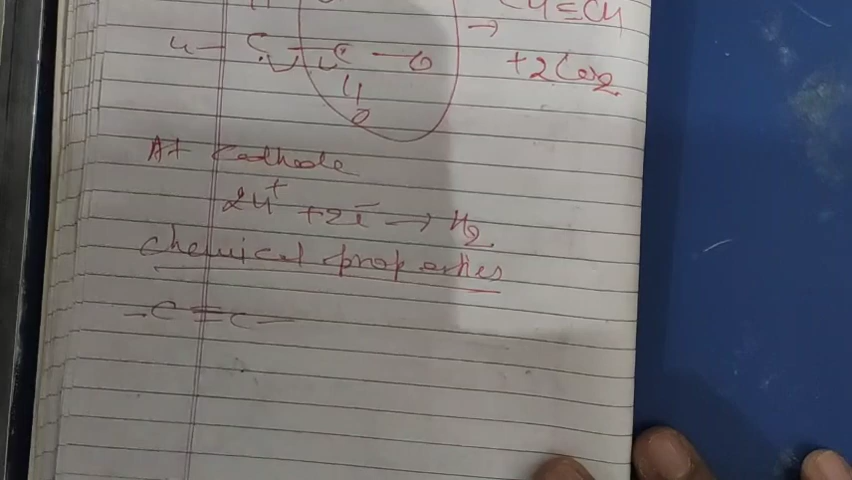 CH≡CH
→
H— C — C — O
+2CO2
||
O
At Cathode
2H⁺ + 2e⁻ → H2
Chemical properties
—C≡C—